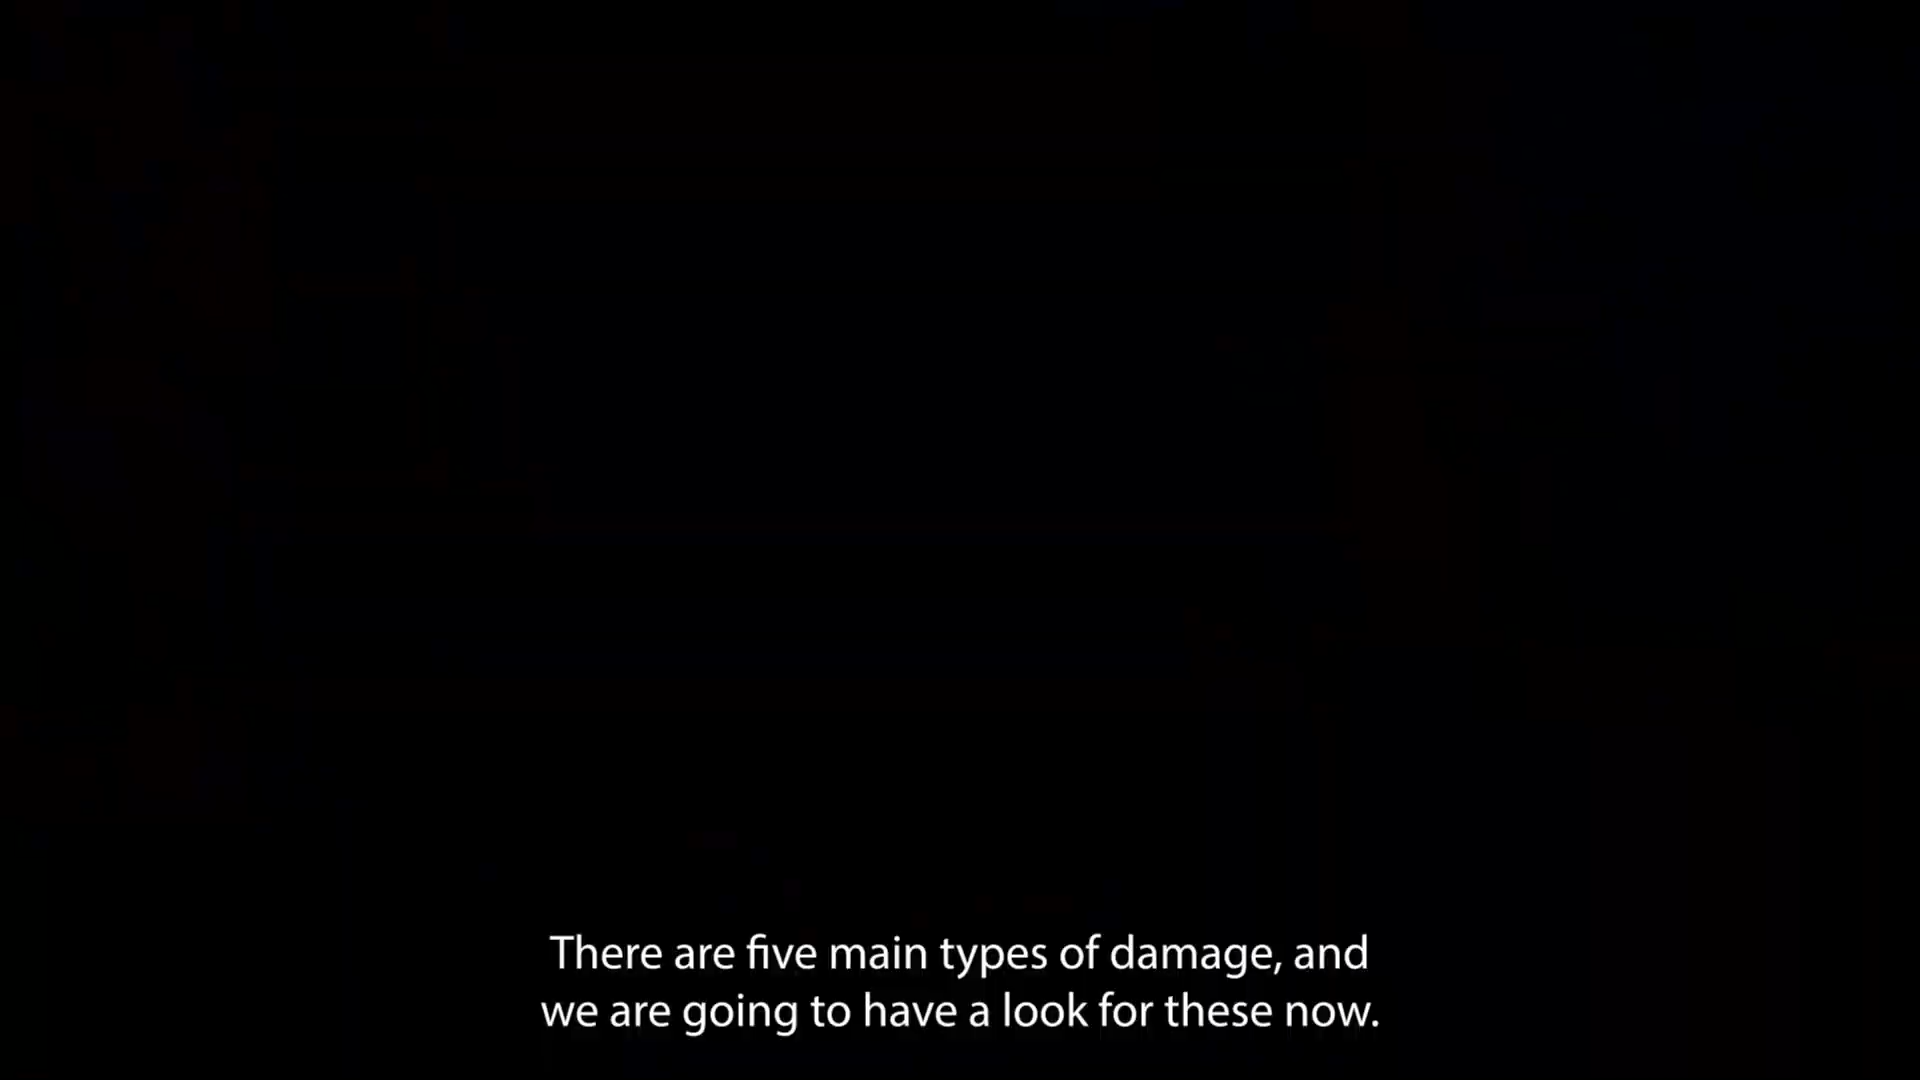 There are five main types of damage, and
we are going to have a look for these now.